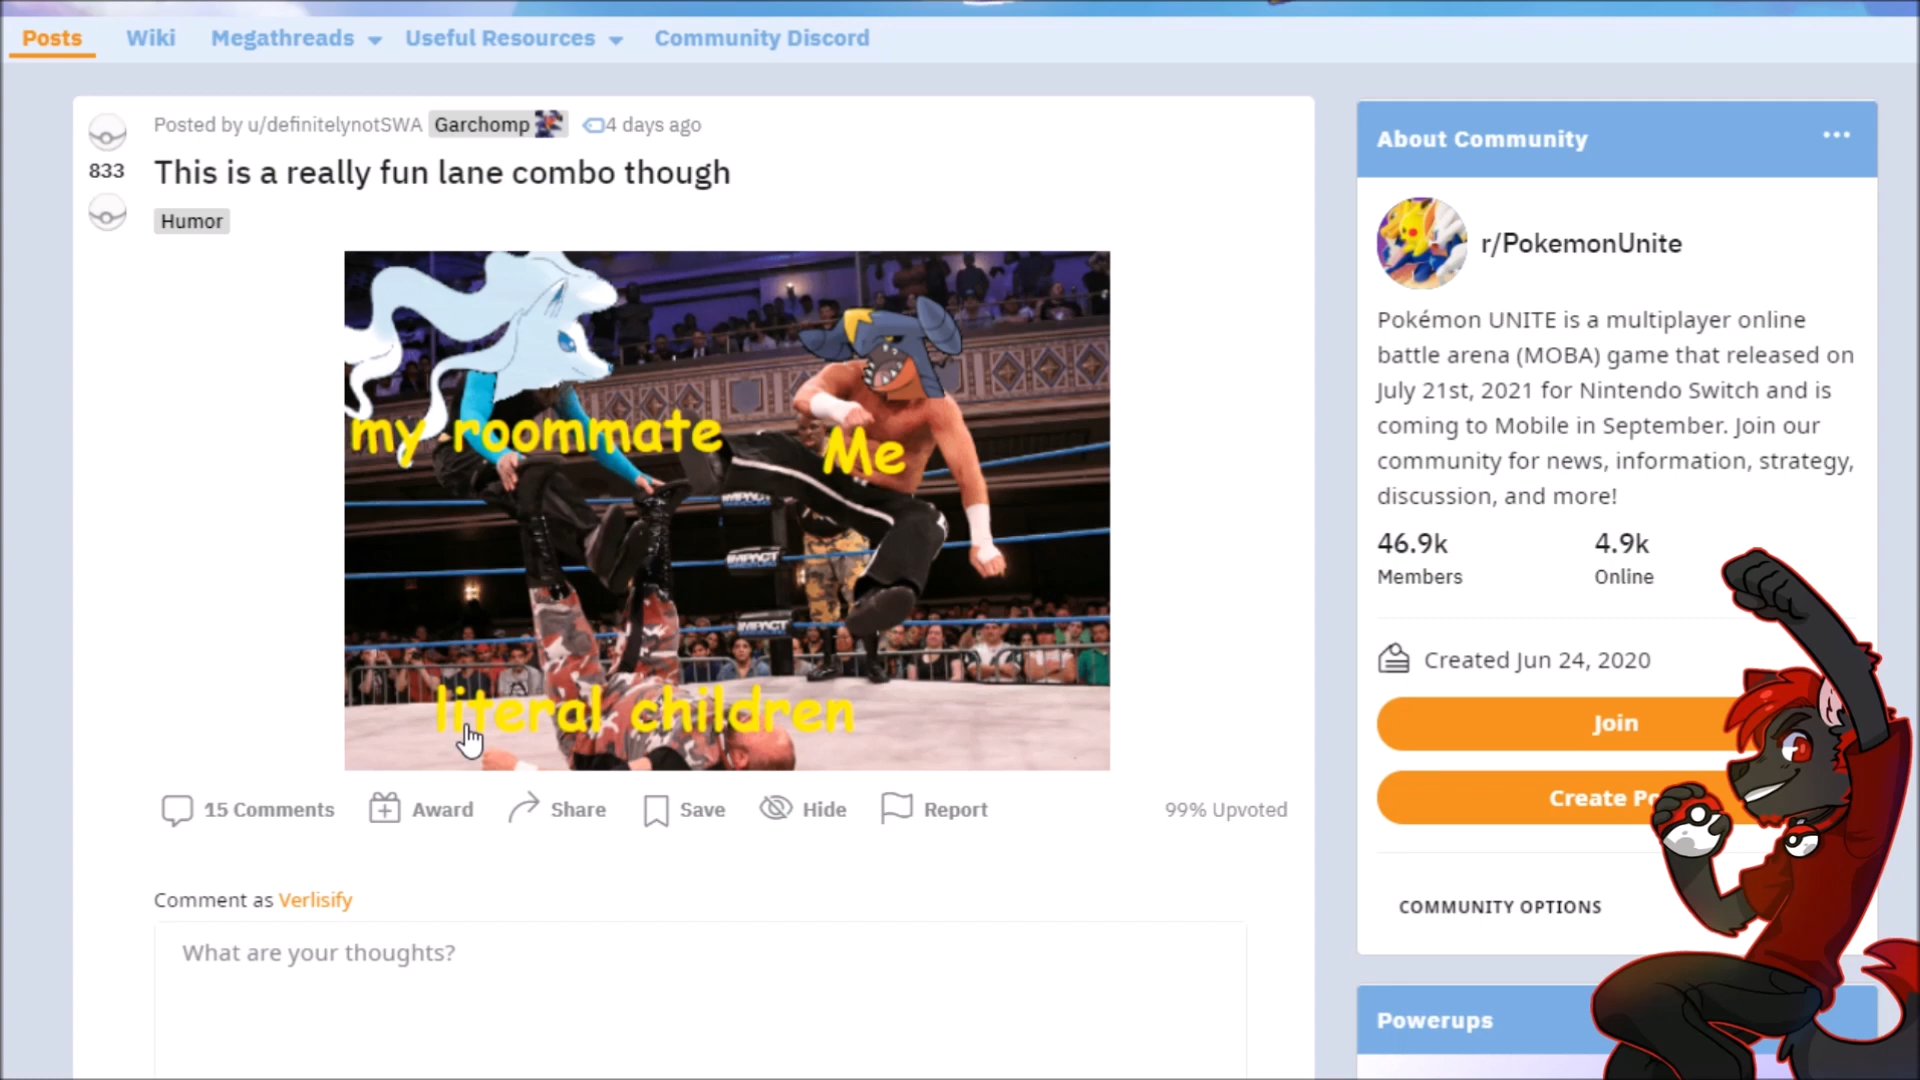 Posts Wiki Megathreads Useful Resources Community Discord
Posted by u/definitelynotSWA Garchomp 4 days ago
833
This is a really fun lane combo though
Humor
my roommate
Me
IMPACT
IMPACT
IMPACT
literal children
15 Comments Award Share Save Hide Report 99% Upvoted
Comment as Verlisify
What are your thoughts?
About Community
r/PokemonUnite
Pokémon UNITE is a multiplayer online
battle arena (MOBA) game that released on
July 21st, 2021 for Nintendo Switch and is
coming to Mobile in September. Join our
community for news, information, strategy,
discussion, and more!
46.9k 4.9k
Members Online
Created Jun 24, 2020
Join
Create Po
COMMUNITY OPTIONS
Powerups